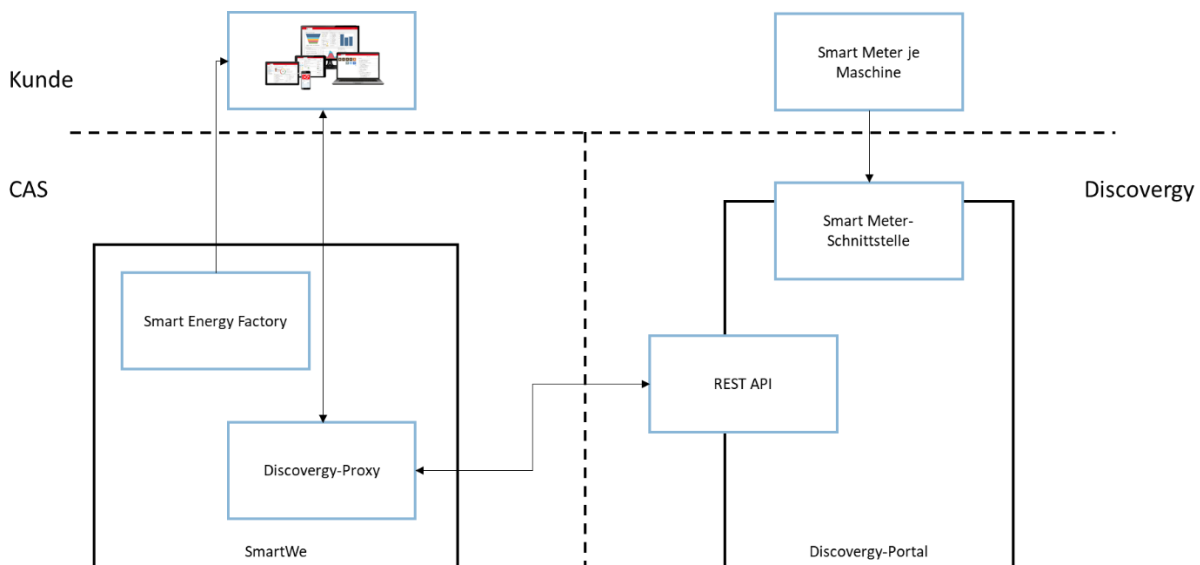 Kunde
Smart Meter je
Maschine
CAS
Discovergy
Smart Meter-
Schnittstelle
Smart Energy Factory
REST API
Discovergy-Proxy
SmartWe
Discovergy-Portal